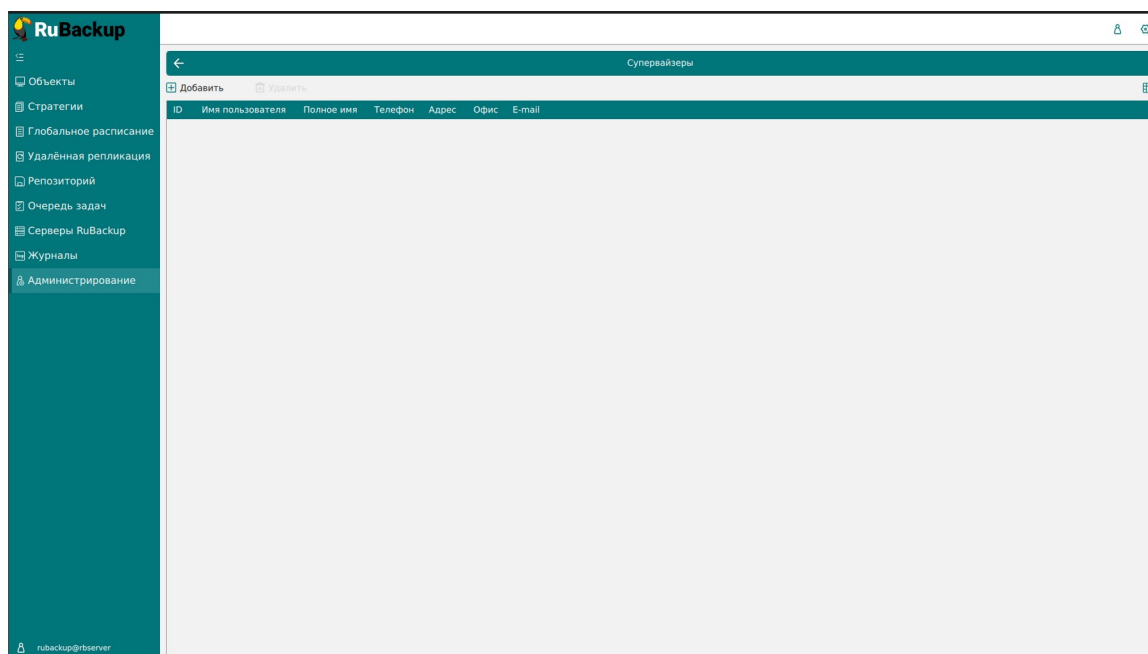 RuBackup
Супервайзеры
Объекты
Добавить Удалить
Стратегии
ID Имя пользователя Полное имя Телефон Адрес Офис E-mail
Глобальное расписание
Удалённая репликация
Репозиторий
Очередь задач
Серверы RuBackup
Журналы
Администрирование
rubackup@rbserver